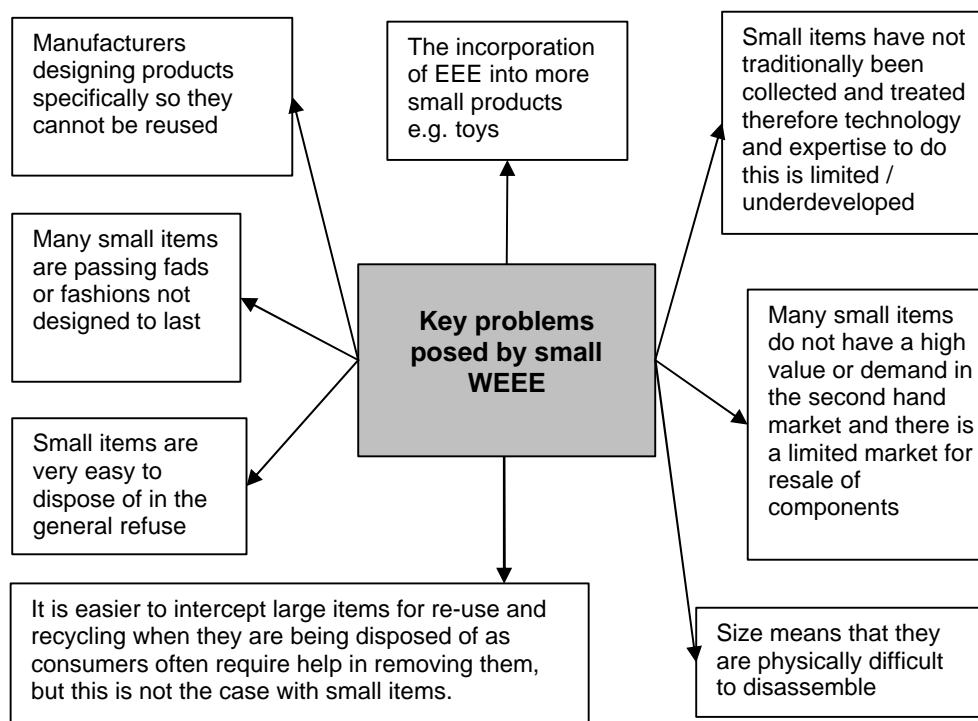 Manufacturers
designing products
specifically so they
cannot be reused
The incorporation
of EEE into more
small products
e.g. toys
Small items have not
traditionally been
collected and treated
therefore technology
and expertise to do
this is limited /
underdeveloped
Many small items
are passing fads
or fashions not
designed to last
Key problems
posed by small
WEEE
Many small items
do not have a high
value or demand in
the second hand
market and there is
a limited market for
resale of
components
Small items are
very easy to
dispose of in the
general refuse
It is easier to intercept large items for re-use and
recycling when they are being disposed of as
consumers often require help in removing them,
but this is not the case with small items.
Size means that they
are physically difficult
to disassemble